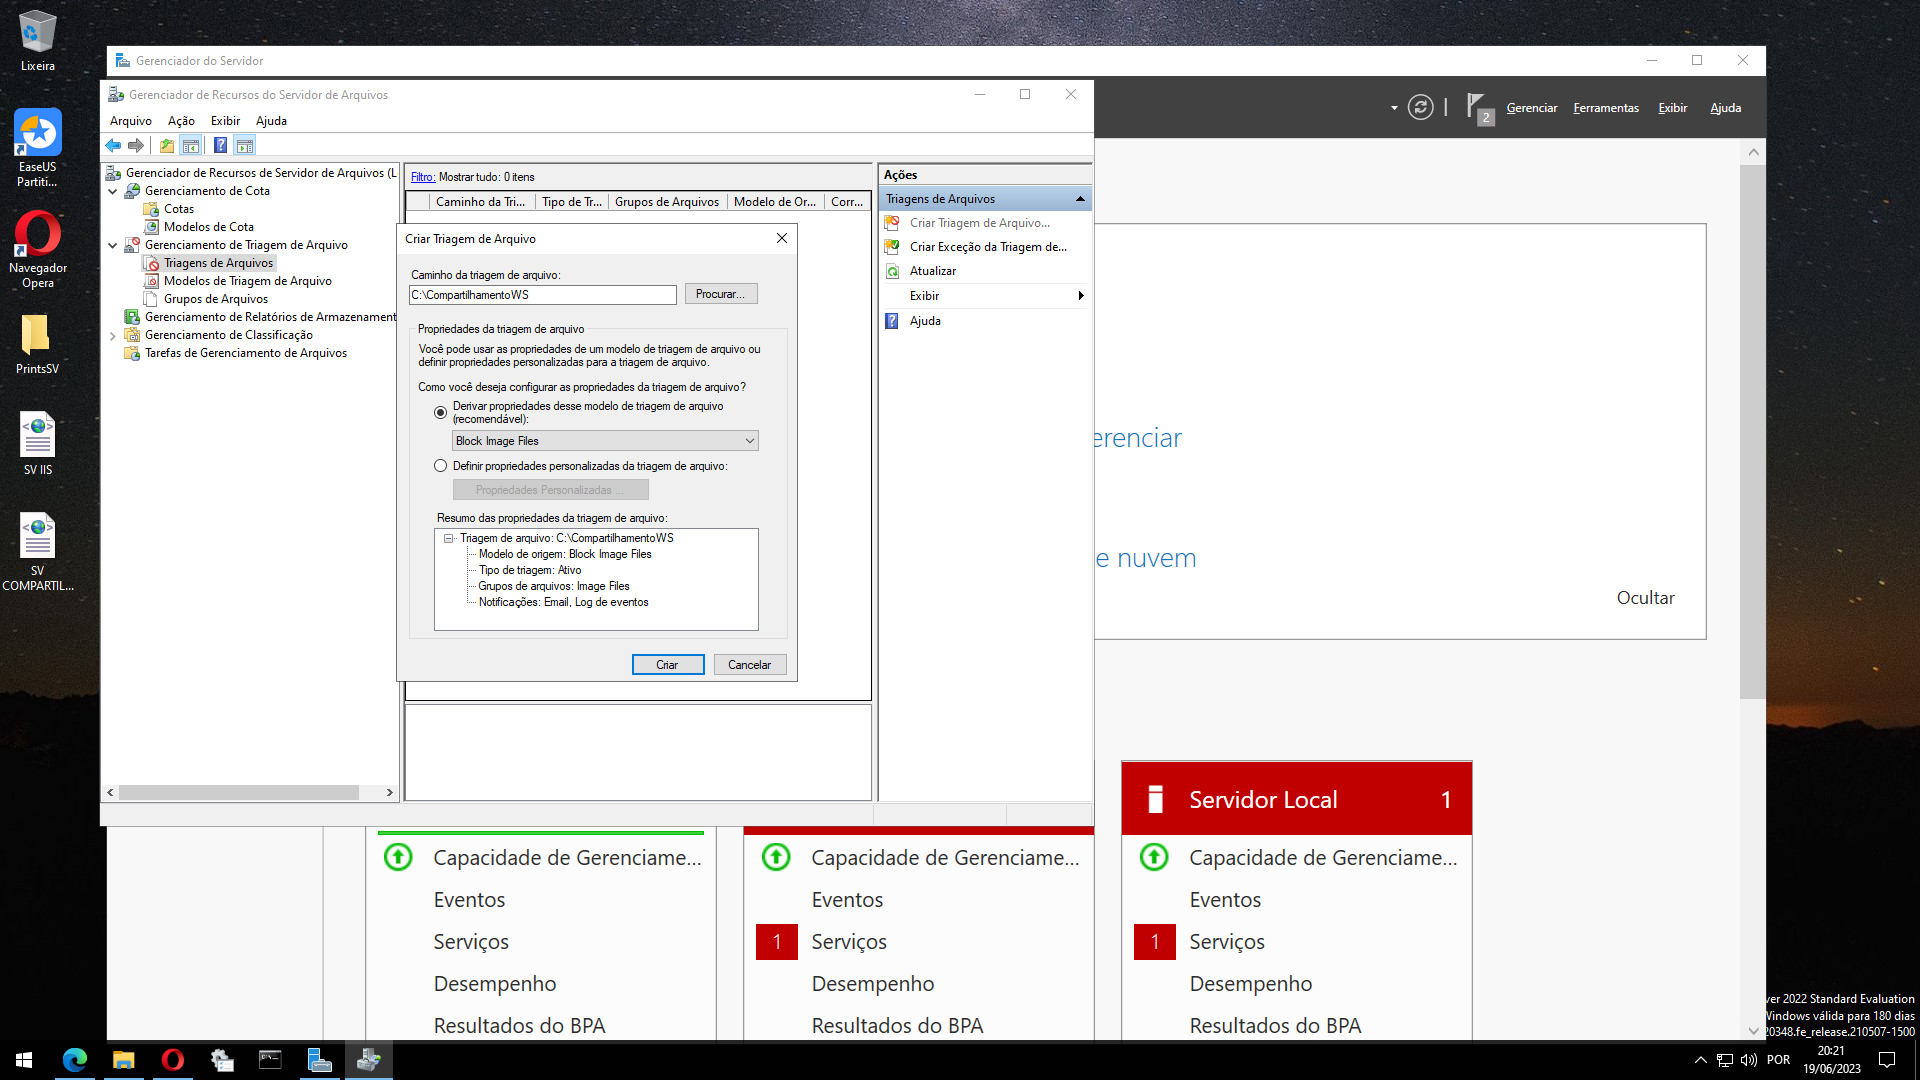 Lixeira
EaseUS
Partiti...
Navegador
Opera
PrintsSV
SV IIS
SV
COMPARTIL...
Gerenciador do Servidor
2
Gerenciar
Ferramentas
Exibir
Ajuda
Gerenciador de Recursos do Servidor de Arquivos
Arquivo
Ação
Exibir
Ajuda
Gerenciador de Recursos de Servidor de Arquivos (L
Gerenciamento de Cota
Cotas
Modelos de Cota
Gerenciamento de Triagem de Arquivo
Triagens de Arquivos
Modelos de Triagem de Arquivo
Grupos de Arquivos
Gerenciamento de Relatórios de Armazenament
Gerenciamento de Classificação
Tarefas de Gerenciamento de Arquivos
Filtro: Mostrar tudo: 0 itens
Caminho da Tri...
Tipo de Tr...
Grupos de Arquivos
Modelo de Or...
Corr...
Ações
Triagens de Arquivos
Criar Triagem de Arquivo...
Criar Exceção da Triagem de...
Atualizar
Exibir
Ajuda
Criar Triagem de Arquivo
Caminho da triagem de arquivo:
C:\CompartilhamentoWS
Procurar...
Propriedades da triagem de arquivo
Você pode usar as propriedades de um modelo de triagem de arquivo ou
definir propriedades personalizadas para a triagem de arquivo.
Como você deseja configurar as propriedades da triagem de arquivo?
Derivar propriedades desse modelo de triagem de arquivo
(recomendável):
Block Image Files
Definir propriedades personalizadas da triagem de arquivo:
Propriedades Personalizadas ...
Resumo das propriedades da triagem de arquivo:
Triagem de arquivo: C:\CompartilhamentoWS
Modelo de origem: Block Image Files
Tipo de triagem: Ativo
Grupos de arquivos: Image Files
Notificações: Email, Log de eventos
Criar
Cancelar
erenciar
e nuvem
Ocultar
Capacidade de Gerenciame...
Eventos
Serviços
Desempenho
Resultados do BPA
Capacidade de Gerenciame...
Eventos
1 Serviços
Desempenho
Resultados do BPA
Servidor Local 1
Capacidade de Gerenciame...
Eventos
1 Serviços
Desempenho
Resultados do BPA
ver 2022 Standard Evaluation
Windows válida para 180 dias
20348.fe_release.210507-1500
POR
20:21
19/06/2023